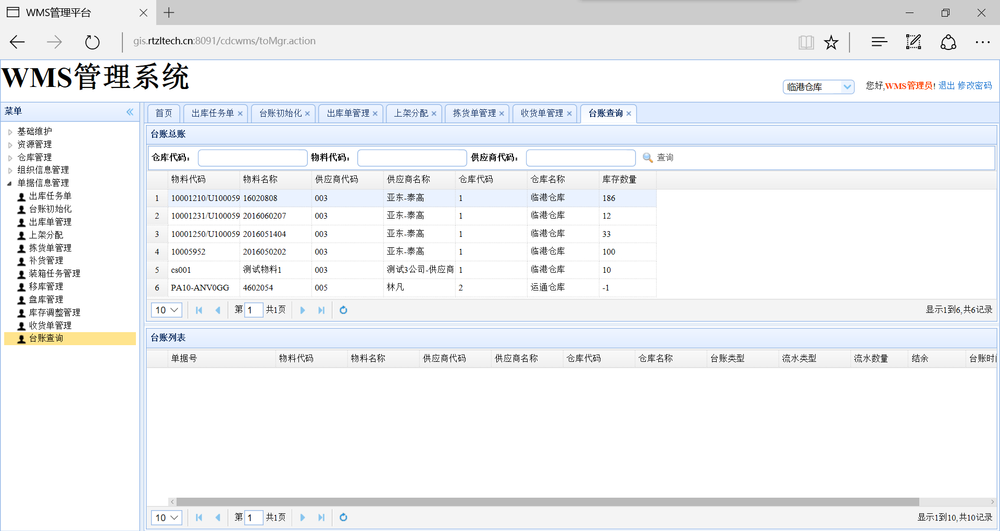 WMS管理平台
gis.rtzltech.cn:8091/cdcwms/toMgr.action
WMS管理系统
临港仓库
您好,WMS管理员! 退出 修改密码
菜单
首页 出库任务单 台账初始化 出库单管理 上架分配 拣货单管理 收货单管理 台账查询
基础维护
资源管理
仓库管理
组织信息管理
单据信息管理
出库任务单
台账初始化
出库单管理
上架分配
拣货单管理
补货管理
装箱任务管理
移库管理
盘库管理
库存调整管理
收货单管理
台账查询
台账总账
仓库代码： 物料代码： 供应商代码： 查询
物料代码 物料名称 供应商代码 供应商名称 仓库代码 仓库名称 库存数量
1 10001210/U100059 16020808 003 亚东-泰高 1 临港仓库 186
2 10001231/U100059 2016060207 003 亚东-泰高 1 临港仓库 12
3 10001250/U100059 2016051404 003 亚东-泰高 1 临港仓库 33
4 10005952 2016050202 003 亚东-泰高 1 临港仓库 100
5 cs001 测试物料1 003 测试3公司-供应商 1 临港仓库 10
6 PA10-ANV0GG 4602054 005 林凡 2 运通仓库 -1
10 第 1 共1页 显示1到6,共6记录
台账列表
单据号 物料代码 物料名称 供应商代码 供应商名称 仓库代码 仓库名称 台账类型 流水类型 流水数量 结余 台账时
10 第 1 共1页 显示1到10,共10记录